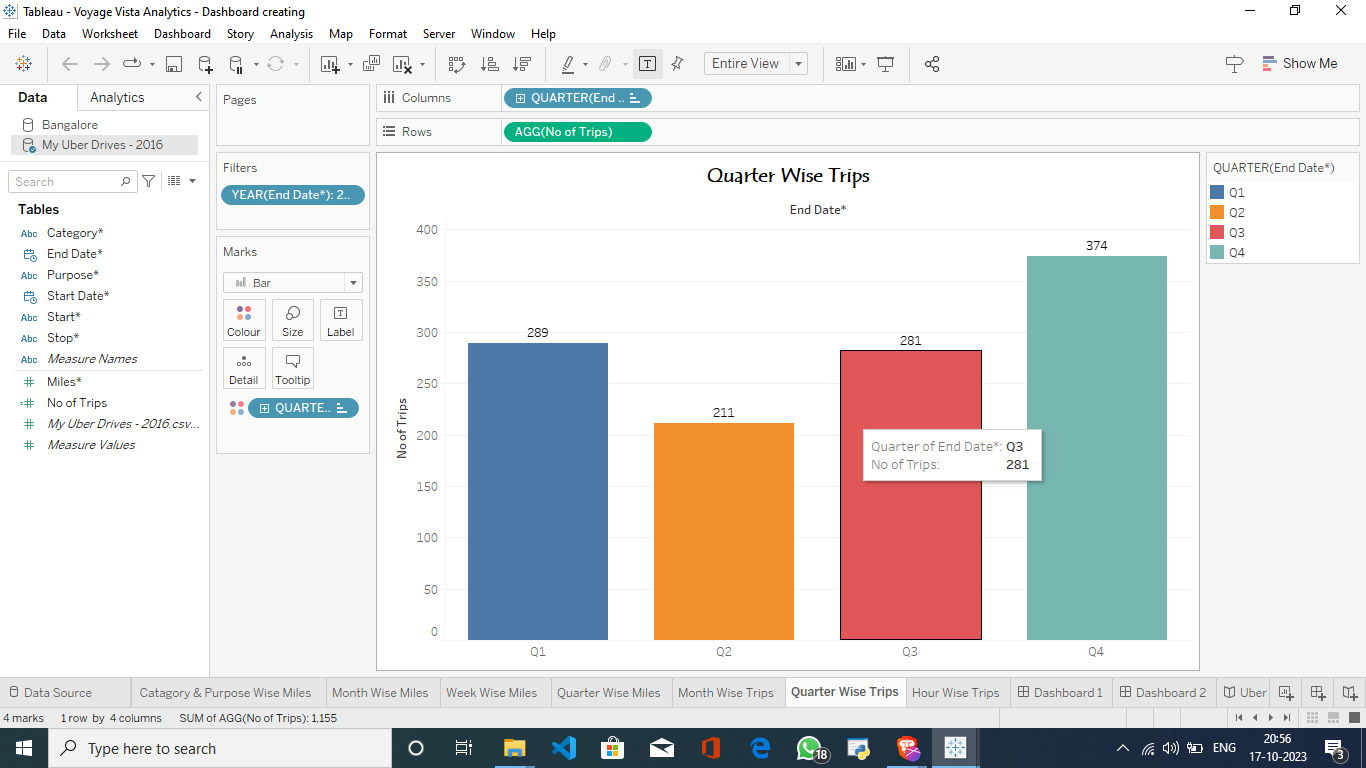 Tableau - Voyage Vista Analytics - Dashboard creating
File Data Worksheet Dashboard Story Analysis Map Format Server Window Help
Entire View
Show Me
Data Analytics
Bangalore
My Uber Drives - 2016
Search
Tables
Abc Category*
End Date*
Abc Purpose*
Start Date*
Abc Start*
Abc Stop*
Abc Measure Names
# Miles*
=# No of Trips
# My Uber Drives - 2016.csv...
# Measure Values
Pages
Filters
YEAR(End Date*): 2..
Marks
Bar
Colour Size Label
Detail Tooltip
QUARTE..
Columns QUARTER(End ..
Rows AGG(No of Trips)
Quarter Wise Trips
End Date*
No of Trips
400
350
300
250
200
150
100
50
0
289
211
281
374
Quarter of End Date*: Q3
No of Trips: 281
Q1 Q2 Q3 Q4
QUARTER(End Date*)
Q1
Q2
Q3
Q4
Data Source Catagory & Purpose Wise Miles Month Wise Miles Week Wise Miles Quarter Wise Miles Month Wise Trips Quarter Wise Trips Hour Wise Trips Dashboard 1 Dashboard 2 Uber
4 marks 1 row by 4 columns SUM of AGG(No of Trips): 1,155
Type here to search
18
ENG
20:56
17-10-2023
3